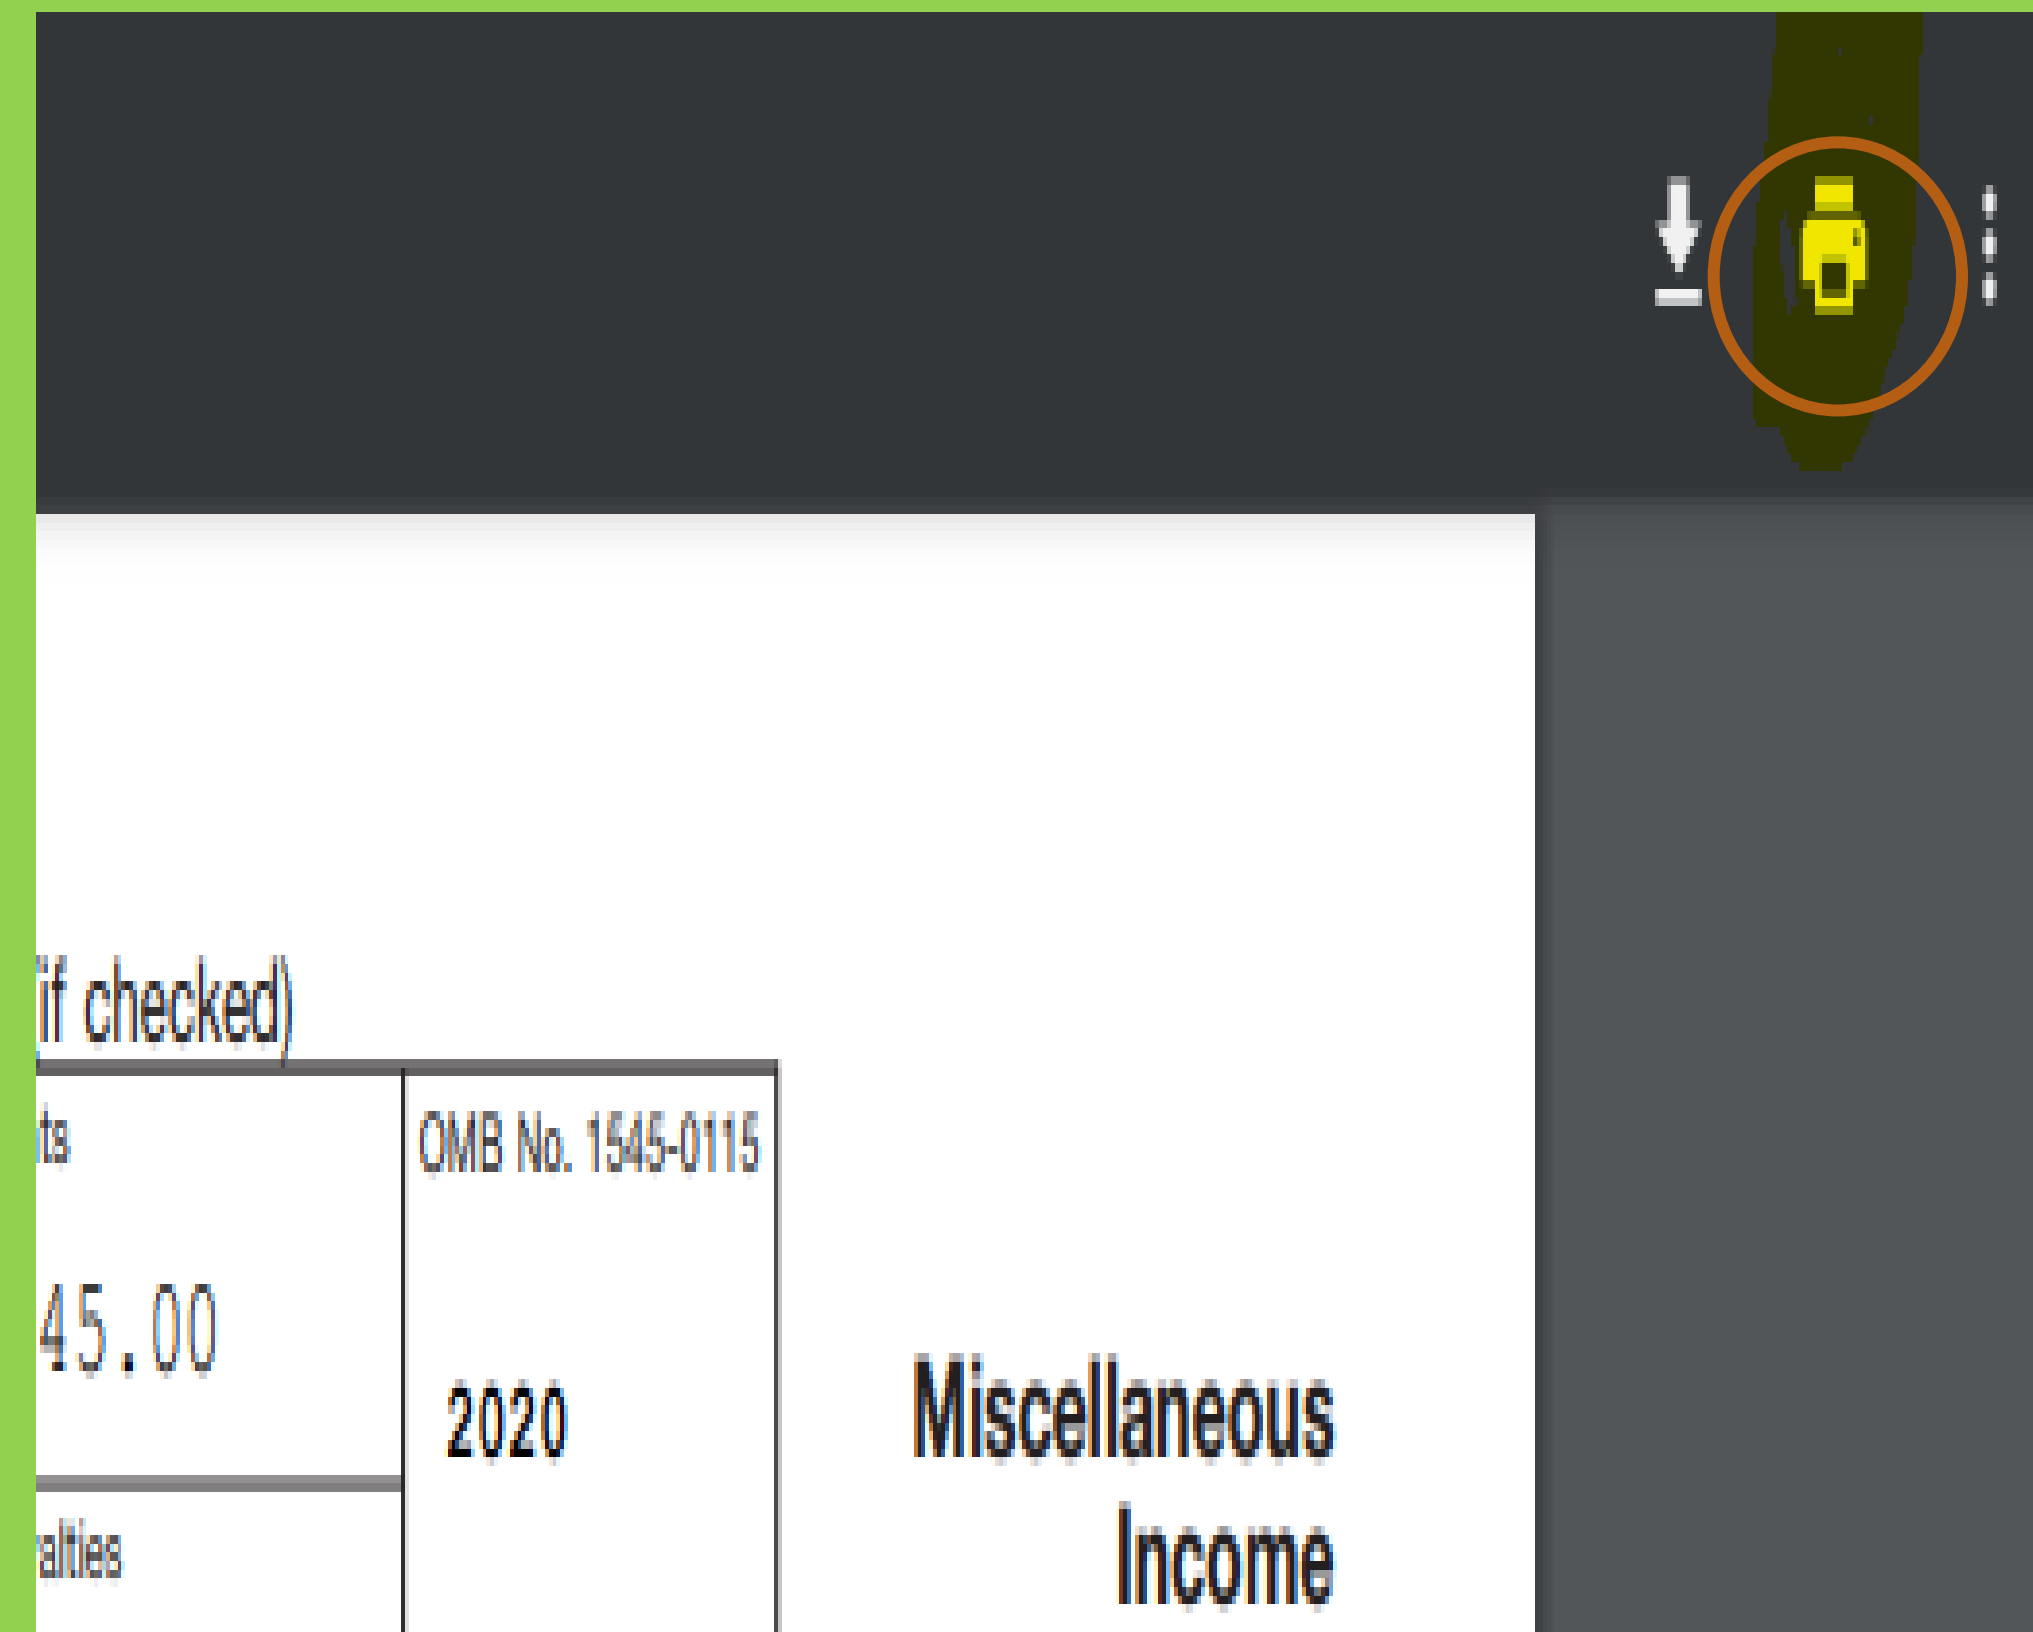 if checked)
ts
OMB No. 1545-0115
45.00
2020
Miscellaneous
Income
alties